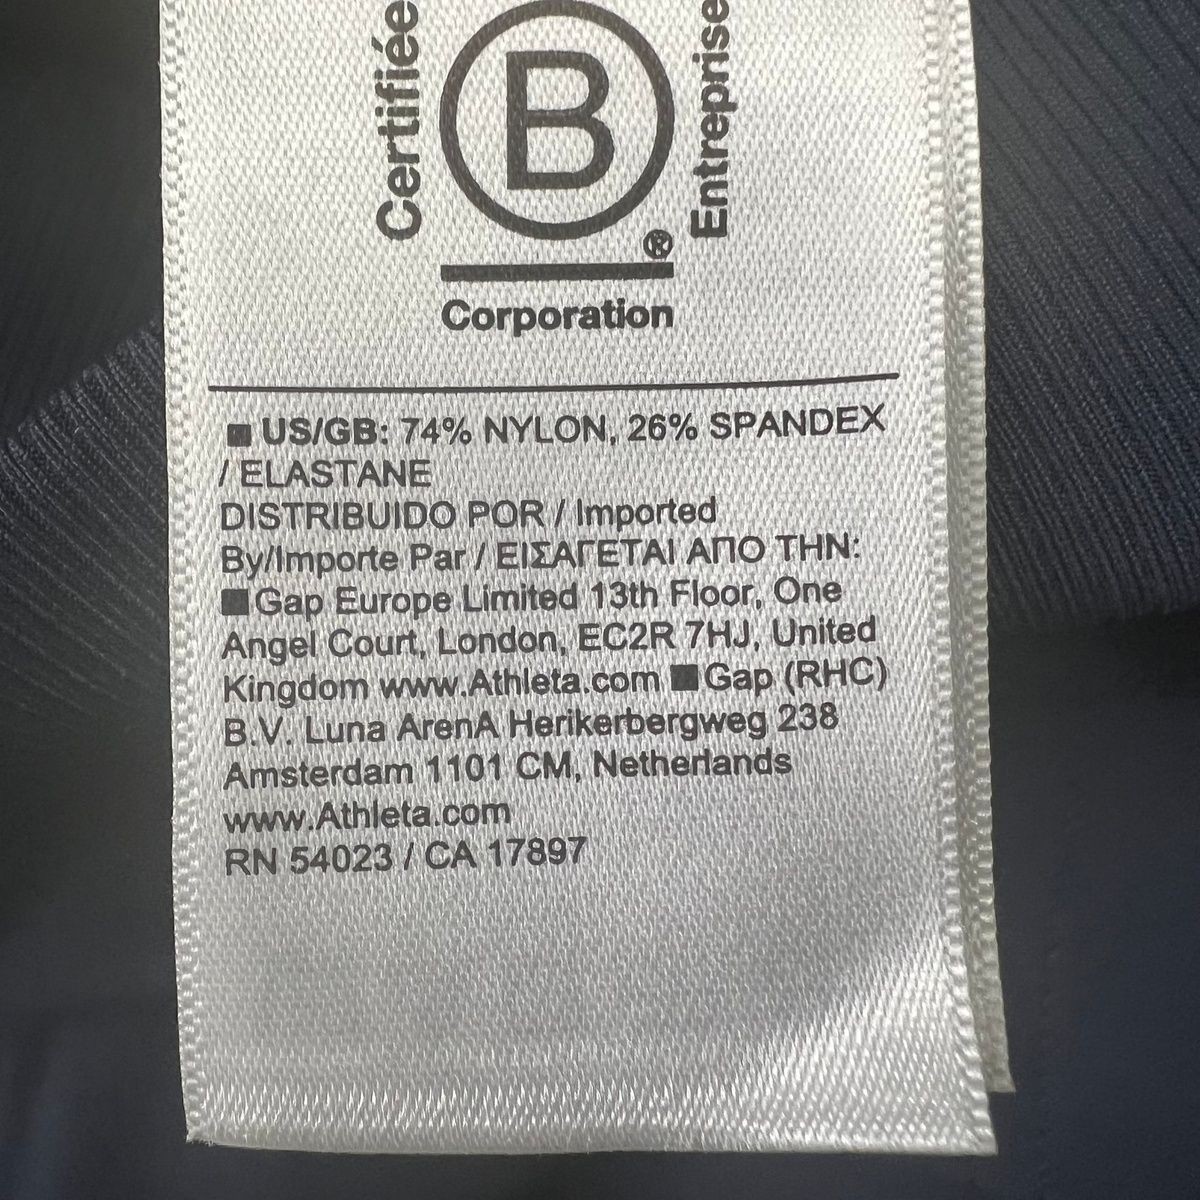 Certifiée
B
®
Entreprise
Corporation
■ US/GB: 74% NYLON, 26% SPANDEX
/ ELASTANE
DISTRIBUIDO POR / Imported
By/Importe Par / ΕΙΣΑΓΕΤΑΙ ΑΠΟ ΤΗΝ:
■ Gap Europe Limited 13th Floor, One
Angel Court, London, EC2R 7HJ, United
Kingdom www.Athleta.com ■ Gap (RHC)
B.V. Luna ArenA Herikerbergweg 238
Amsterdam 1101 CM, Netherlands
www.Athleta.com
RN 54023 / CA 17897